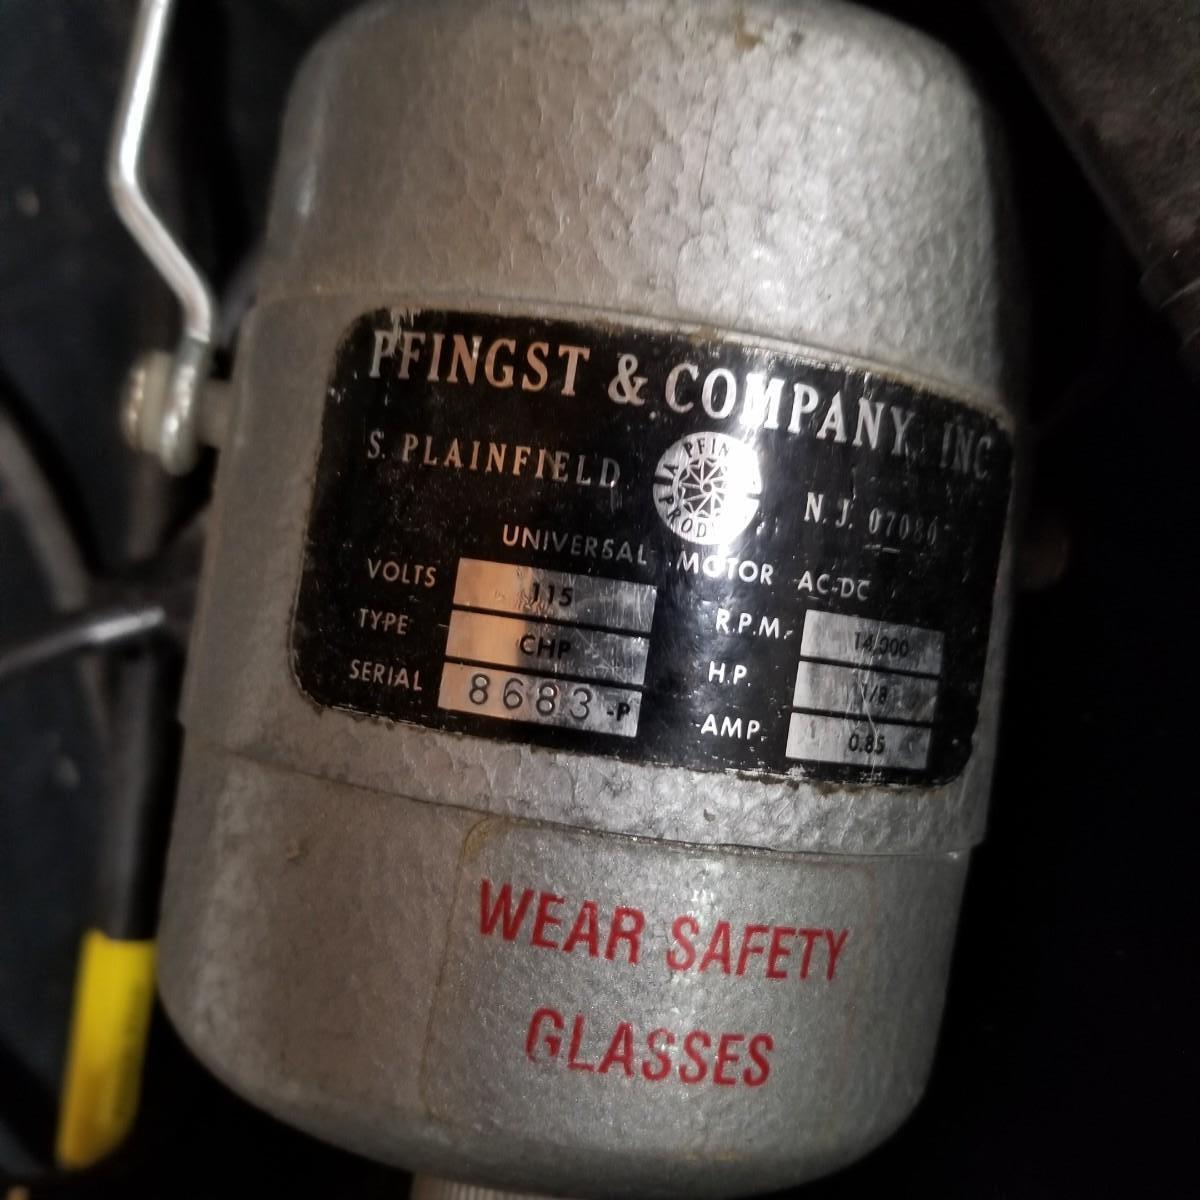 PFINGST & COMPANY, INC
S. PLAINFIELD
N. J. 07080
UNIVERSAL MOTOR AC-DC
VOLTS 115
TYPE CHP
SERIAL 8683-P
R.P.M. 14,000
H.P. 1/8
AMP. 0.85
WEAR SAFETY
GLASSES